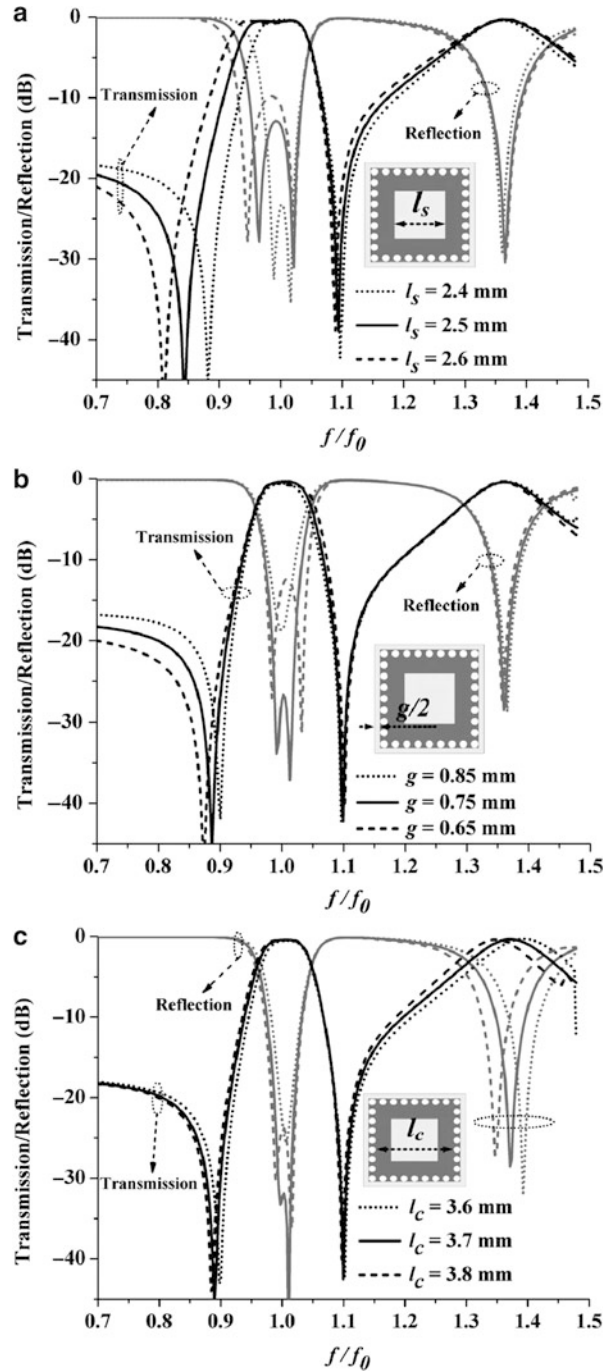 a
Transmission/Reflection (dB)
0
−10
−20
−30
−40
Transmission
Reflection
l_s
l_s = 2.4 mm
l_s = 2.5 mm
l_s = 2.6 mm
0.7 0.8 0.9 1.0 1.1 1.2 1.3 1.4 1.5
f/f_0
b
Transmission/Reflection (dB)
0
−10
−20
−30
−40
Transmission
Reflection
g/2
g = 0.85 mm
g = 0.75 mm
g = 0.65 mm
0.7 0.8 0.9 1.0 1.1 1.2 1.3 1.4 1.5
f/f_0
c
Transmission/Reflection (dB)
0
−10
−20
−30
−40
Reflection
Transmission
l_c
l_c = 3.6 mm
l_c = 3.7 mm
l_c = 3.8 mm
0.7 0.8 0.9 1.0 1.1 1.2 1.3 1.4 1.5
f/f_0